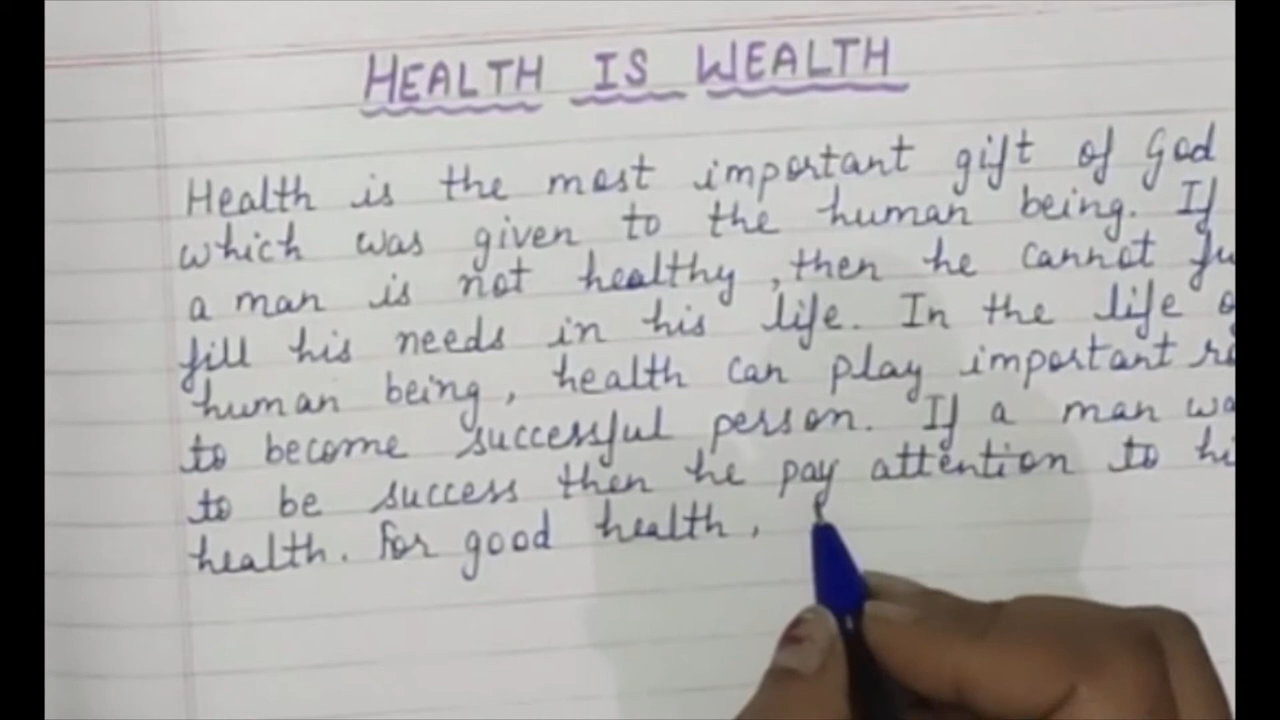 HEALTH IS WEALTH
Health is the most important gift of God
which was given to the human being. If
a man is not healthy, then he cannot
fill his needs in his life. In the life
human being, health can play important
to become successful person. If a man
to be success then he pay attention to
health. For good health,